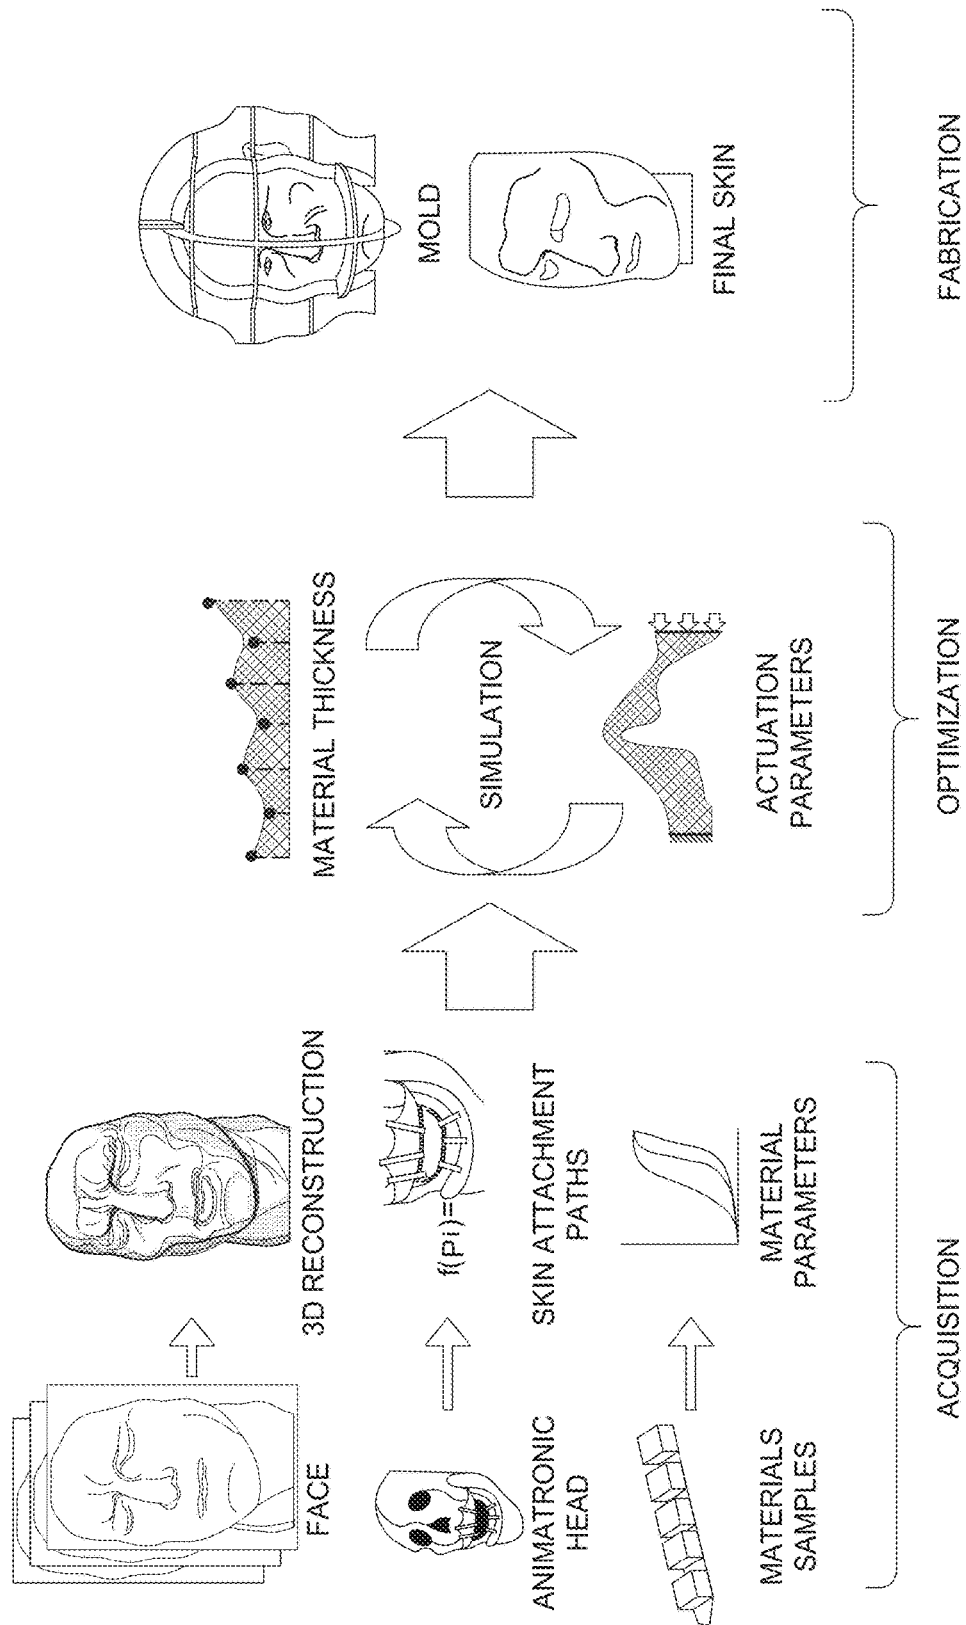 FACE
3D RECONSTRUCTION
ANIMATRONIC
HEAD
f(Pi)=
SKIN ATTACHMENT
PATHS
MATERIALS
SAMPLES
MATERIAL
PARAMETERS
ACQUISITION
MATERIAL THICKNESS
SIMULATION
ACTUATION
PARAMETERS
OPTIMIZATION
MOLD
FINAL SKIN
FABRICATION